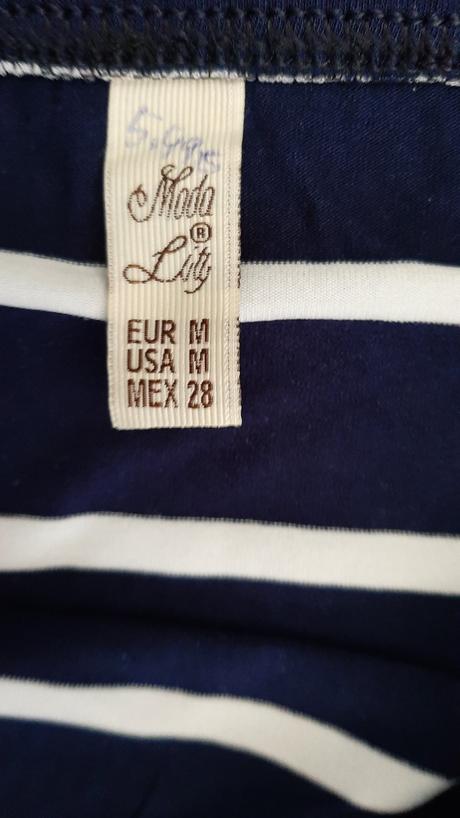 Moda
®
Lity
EUR M
USA M
MEX 28